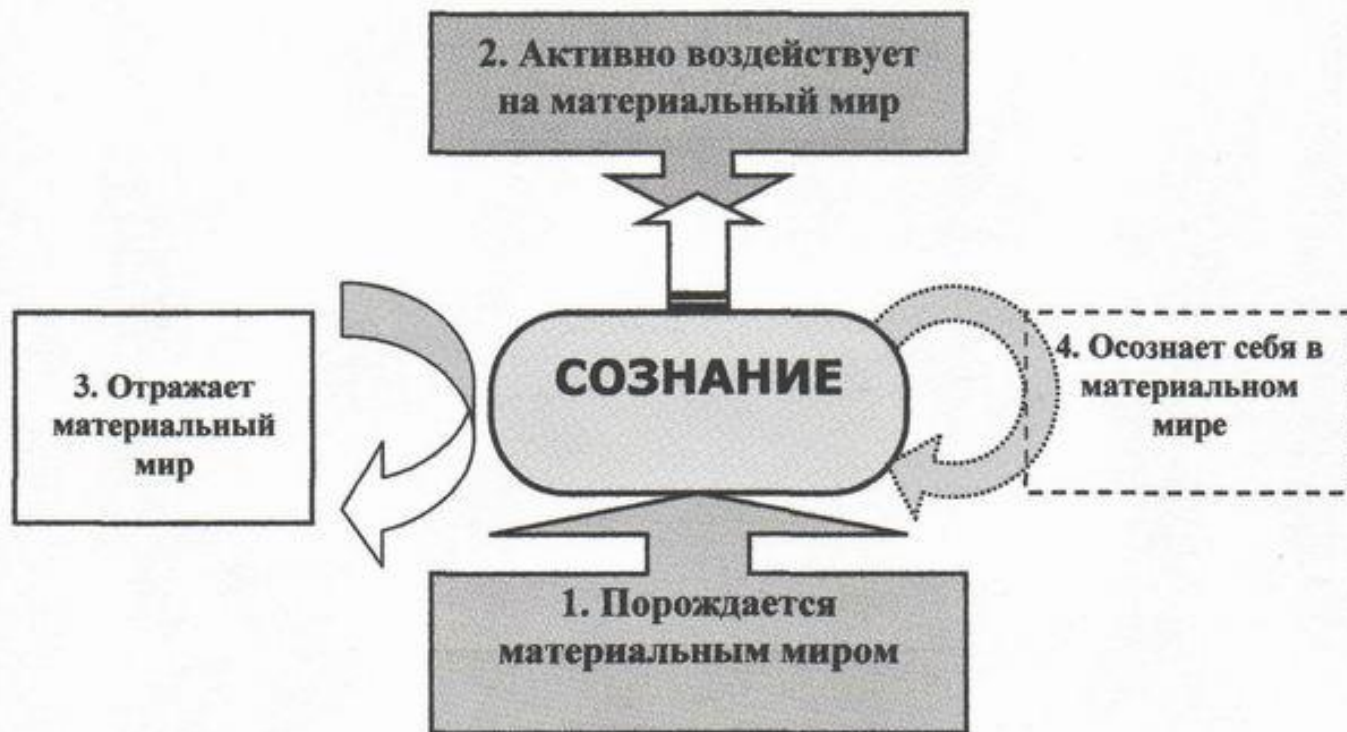 2. Активно воздействует
на материальный мир
3. Отражает
материальный
мир
СОЗНАНИЕ
4. Осознает себя в
материальном
мире
1. Порождается
материальным миром